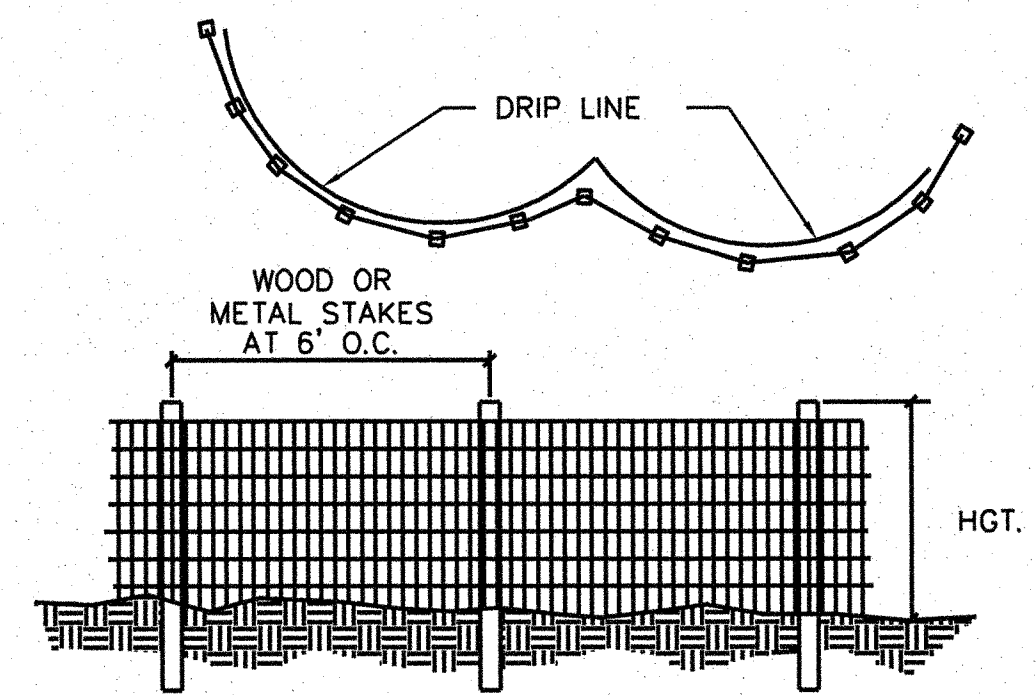 DRIP LINE
WOOD OR
METAL STAKES
AT 6' O.C.
HGT.